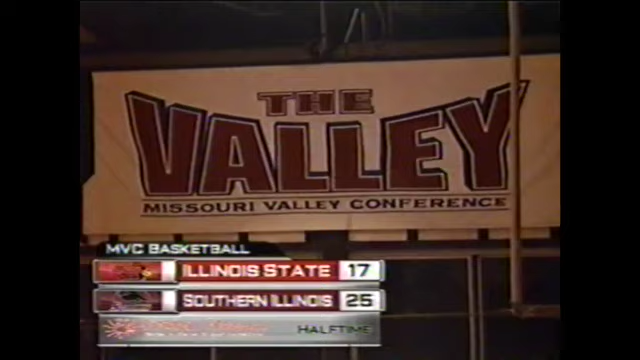 THE
VALLEY
MISSOURI VALLEY CONFERENCE
MVC BASKETBALL
ILLINOIS STATE 17
SOUTHERN ILLINOIS 25
HALFTIME